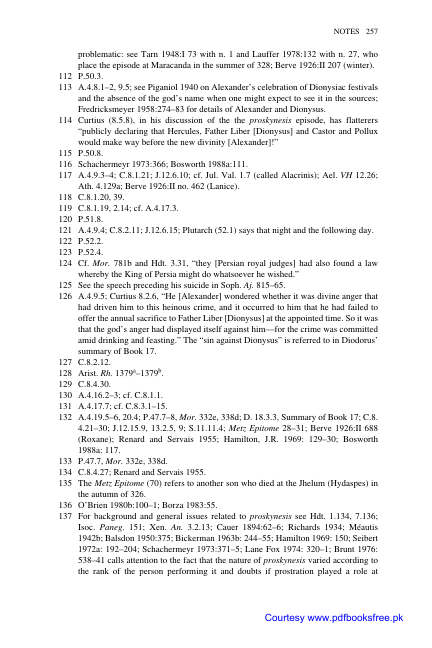 NOTES 257
problematic: see Tarn 1948:I 73 with n. 1 and Lauffer 1978:132 with n. 27, who
place the episode at Maracanda in the summer of 328; Berve 1926:II 207 (winter).
112 P.50.3.
113 A.4.8.1–2, 9.5; see Piganiol 1940 on Alexander's celebration of Dionysiac festivals
and the absence of the god's name when one might expect to see it in the sources;
Fredricksmeyer 1958:274–83 for details of Alexander and Dionysus.
114 Curtius (8.5.8), in his discussion of the the proskynesis episode, has flatterers
“publicly declaring that Hercules, Father Liber [Dionysus] and Castor and Pollux
would make way before the new divinity [Alexander]!”
115 P.50.8.
116 Schachermeyr 1973:366; Bosworth 1988a:111.
117 A.4.9.3–4; C.8.1.21; J.12.6.10; cf. Jul. Val. 1.7 (called Alacrinis); Ael. VH 12.26;
Ath. 4.129a; Berve 1926:II no. 462 (Lanice).
118 C.8.1.20, 39.
119 C.8.1.19, 2.14; cf. A.4.17.3.
120 P.51.8.
121 A.4.9.4; C.8.2.11; J.12.6.15; Plutarch (52.1) says that night and the following day.
122 P.52.2.
123 P.52.4.
124 Cf. Mor. 781b and Hdt. 3.31, “they [Persian royal judges] had also found a law
whereby the King of Persia might do whatsoever he wished.”
125 See the speech preceding his suicide in Soph. Aj. 815–65.
126 A.4.9.5; Curtius 8.2.6, “He [Alexander] wondered whether it was divine anger that
had driven him to this heinous crime, and it occurred to him that he had failed to
offer the annual sacrifice to Father Liber [Dionysus] at the appointed time. So it was
that the god's anger had displayed itself against him—for the crime was committed
amid drinking and feasting.” The “sin against Dionysus” is referred to in Diodorus'
summary of Book 17.
127 C.8.2.12.
128 Arist. Rh. 1379ᵃ–1379ᵇ.
129 C.8.4.30.
130 A.4.16.2–3; cf. C.8.1.1.
131 A.4.17.7; cf. C.8.3.1–15.
132 A.4.19.5–6, 20.4; P.47.7–8, Mor. 332e, 338d; D. 18.3.3, Summary of Book 17; C.8.
4.21–30; J.12.15.9, 13.2.5, 9; S.11.11.4; Metz Epitome 28–31; Berve 1926:II 688
(Roxane); Renard and Servais 1955; Hamilton, J.R. 1969: 129–30; Bosworth
1988a: 117.
133 P.47.7, Mor. 332e, 338d.
134 C.8.4.27; Renard and Servais 1955.
135 The Metz Epitome (70) refers to another son who died at the Jhelum (Hydaspes) in
the autumn of 326.
136 O'Brien 1980b:100–1; Borza 1983:55.
137 For background and general issues related to proskynesis see Hdt. 1.134, 7.136;
Isoc. Paneg. 151; Xen. An. 3.2.13; Cauer 1894:62–6; Richards 1934; Méautis
1942b; Balsdon 1950:375; Bickerman 1963b: 244–55; Hamilton 1969: 150; Seibert
1972a: 192–204; Schachermeyr 1973:371–5; Lane Fox 1974: 320–1; Brunt 1976:
538–41 calls attention to the fact that the nature of proskynesis varied according to
the rank of the person performing it and doubts if prostration played a role at
Courtesy www.pdfbooksfree.pk